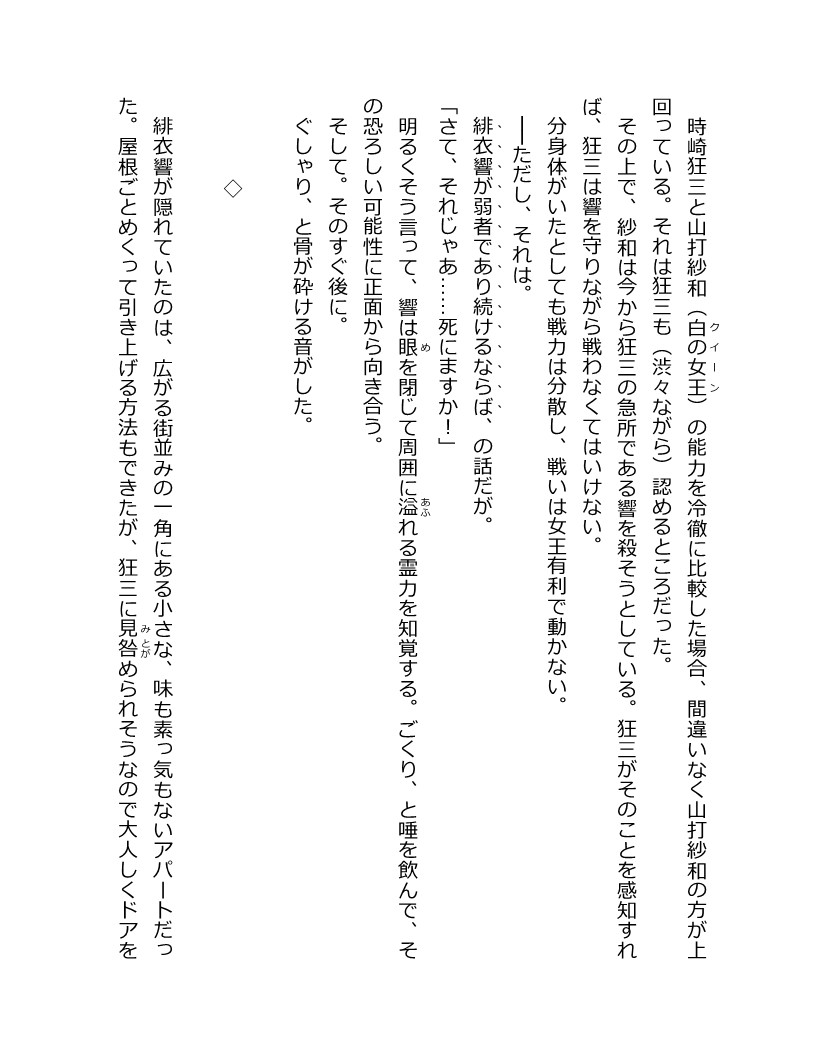 時崎狂三と山打紗和（白の女王）の能力を冷徹に比較した場合、間違いなく山打紗和の方が上
クイーン
回っている。それは狂三も（渋々ながら）認めるところだった。
その上で、紗和は今から狂三の急所である響を殺そうとしている。狂三がそのことを感知すれ
ば、狂三は響を守りながら戦わなくてはいけない。
分身体がいたとしても戦力は分散し、戦いは女王有利で動かない。
――ただし、それは。
緋衣響が弱者であり続けるならば、の話だが。
「さて、それじゃあ……死にますか！」
明るくそう言って、響は眼を閉じて周囲に溢れる霊力を知覚する。ごくり、と唾を飲んで、そ
め
あふ
の恐ろしい可能性に正面から向き合う。
そして。そのすぐ後に。
ぐしゃり、と骨が砕ける音がした。
◇
緋衣響が隠れていたのは、広がる街並みの一角にある小さな、味も素っ気もないアパートだっ
た。屋根ごとめくって引き上げる方法もできたが、狂三に見咎められそうなので大人しくドアを
みとが